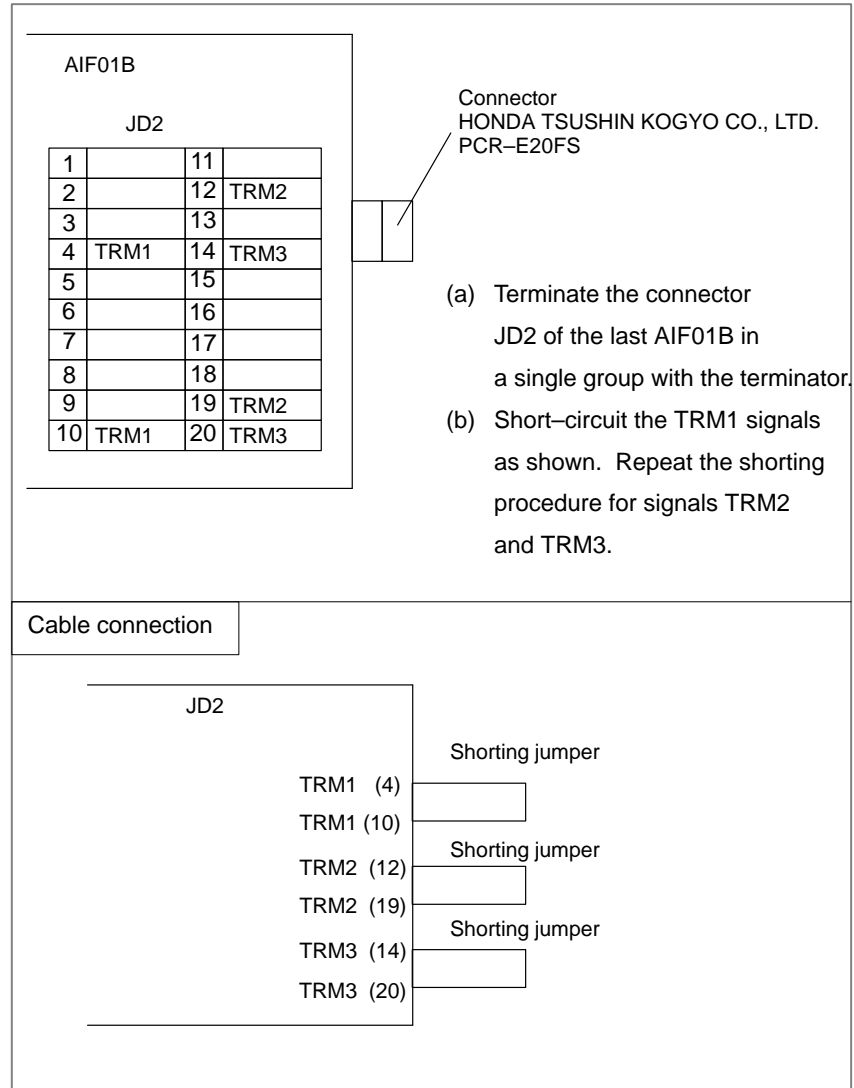 AIF01B
JD2
1 11
2 12 TRM2
3 13
4 TRM1 14 TRM3
5 15
6 16
7 17
8 18
9 19 TRM2
10 TRM1 20 TRM3
Connector
HONDA TSUSHIN KOGYO CO., LTD.
PCR–E20FS
(a) Terminate the connector
JD2 of the last AIF01B in
a single group with the terminator.
(b) Short–circuit the TRM1 signals
as shown. Repeat the shorting
procedure for signals TRM2
and TRM3.
Cable connection
JD2
Shorting jumper
TRM1 (4)
TRM1 (10)
Shorting jumper
TRM2 (12)
TRM2 (19)
Shorting jumper
TRM3 (14)
TRM3 (20)